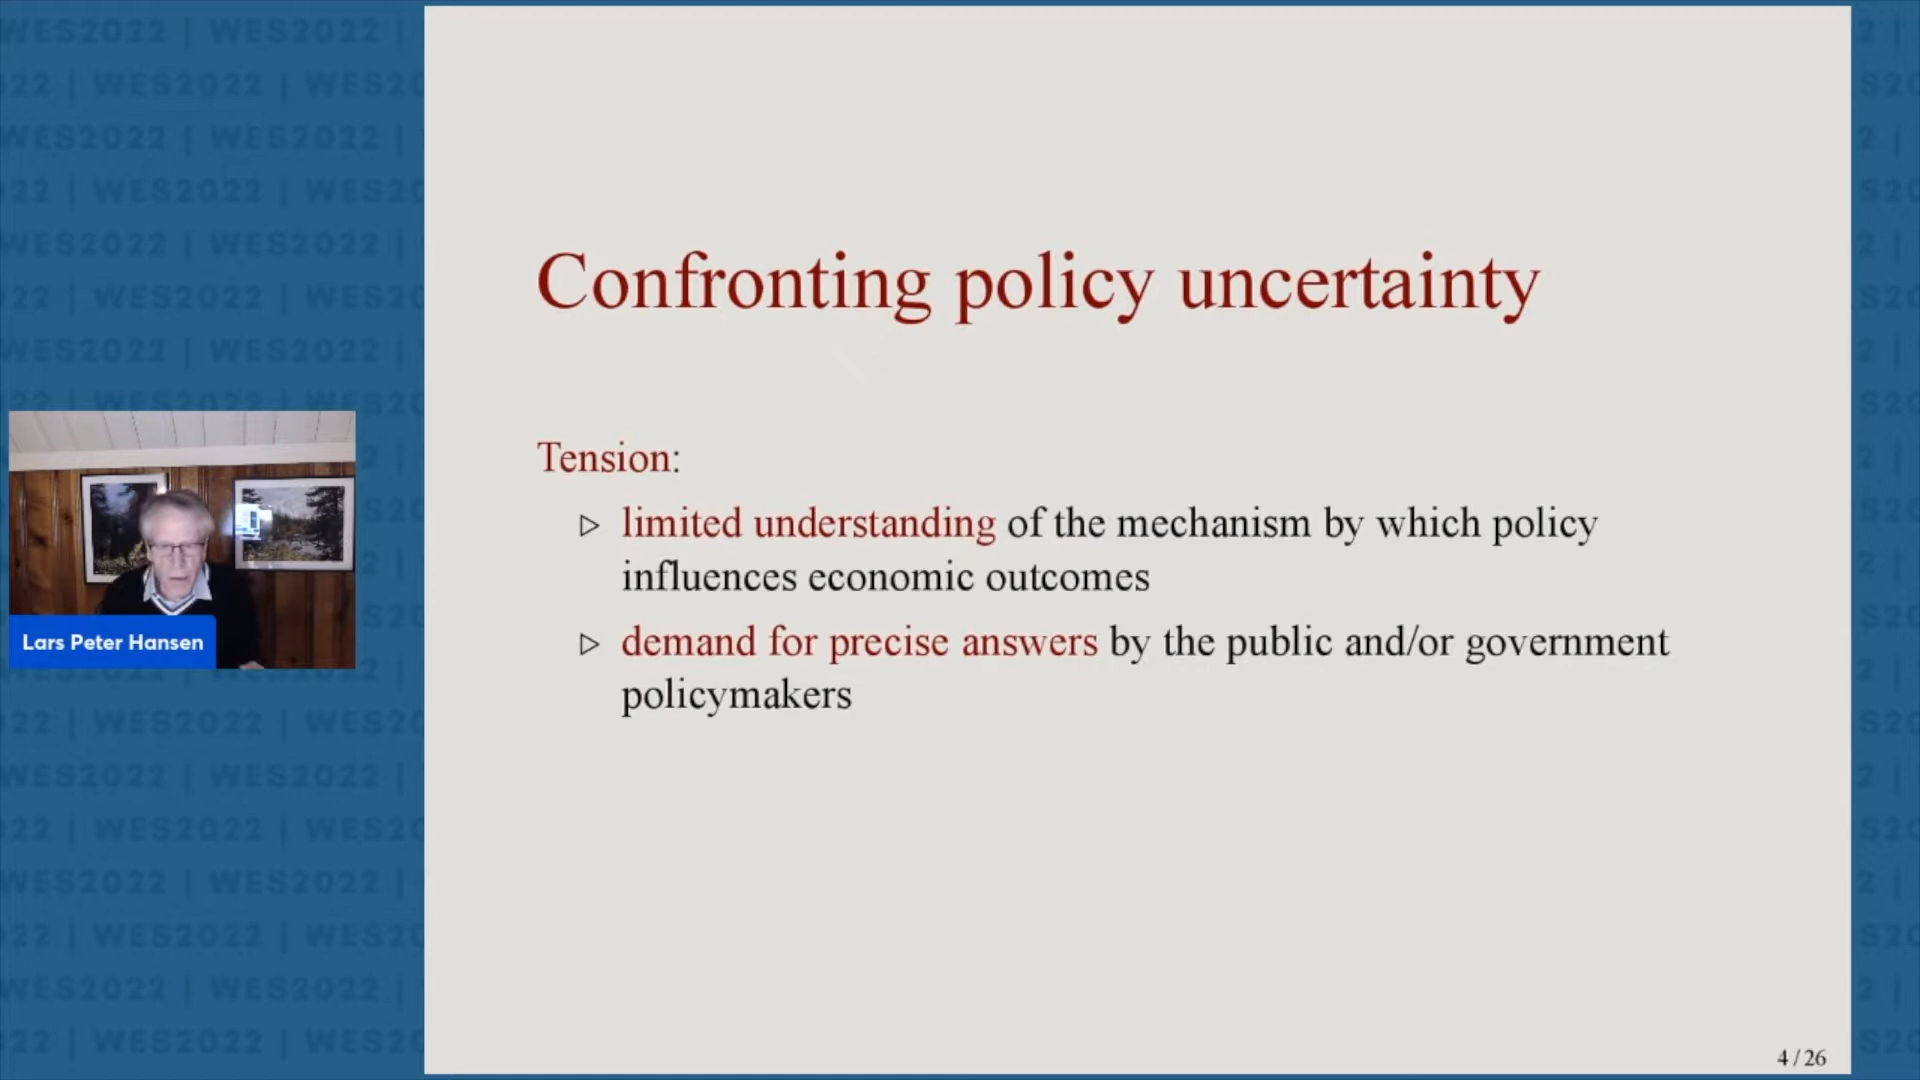 WES2022 | WES2022 |
22 | WES2022 | WES20
WES2022 | WES2022 |
22 | WES2022 | WES20
WES2022 | WES2022 |
22 | WES2022 | WES20
WES2022 | WES2022 |
22 | WES2022 | WES20
Confronting policy uncertainty
Tension:
▷ limited understanding of the mechanism by which policy
influences economic outcomes
▷ demand for precise answers by the public and/or government
policymakers
Lars Peter Hansen
22 | WES2022 | WES20
WES2022 | WES2022 |
22 | WES2022 | WES20
WES2022 | WES2022 |
22 | WES2022 | WES20
WES2022 | WES2022 |
22 | WES2022 | WES20
4 / 26